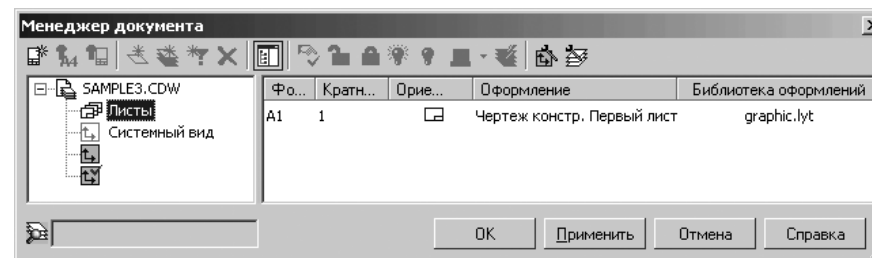 Менеджер документа
A4
SAMPLE3.CDW
Листы
Системный вид
Фо... Кратн... Орие... Оформление Библиотека оформлений
A1 1 Чертеж констр. Первый лист graphic.lyt
OK Применить Отмена Справка